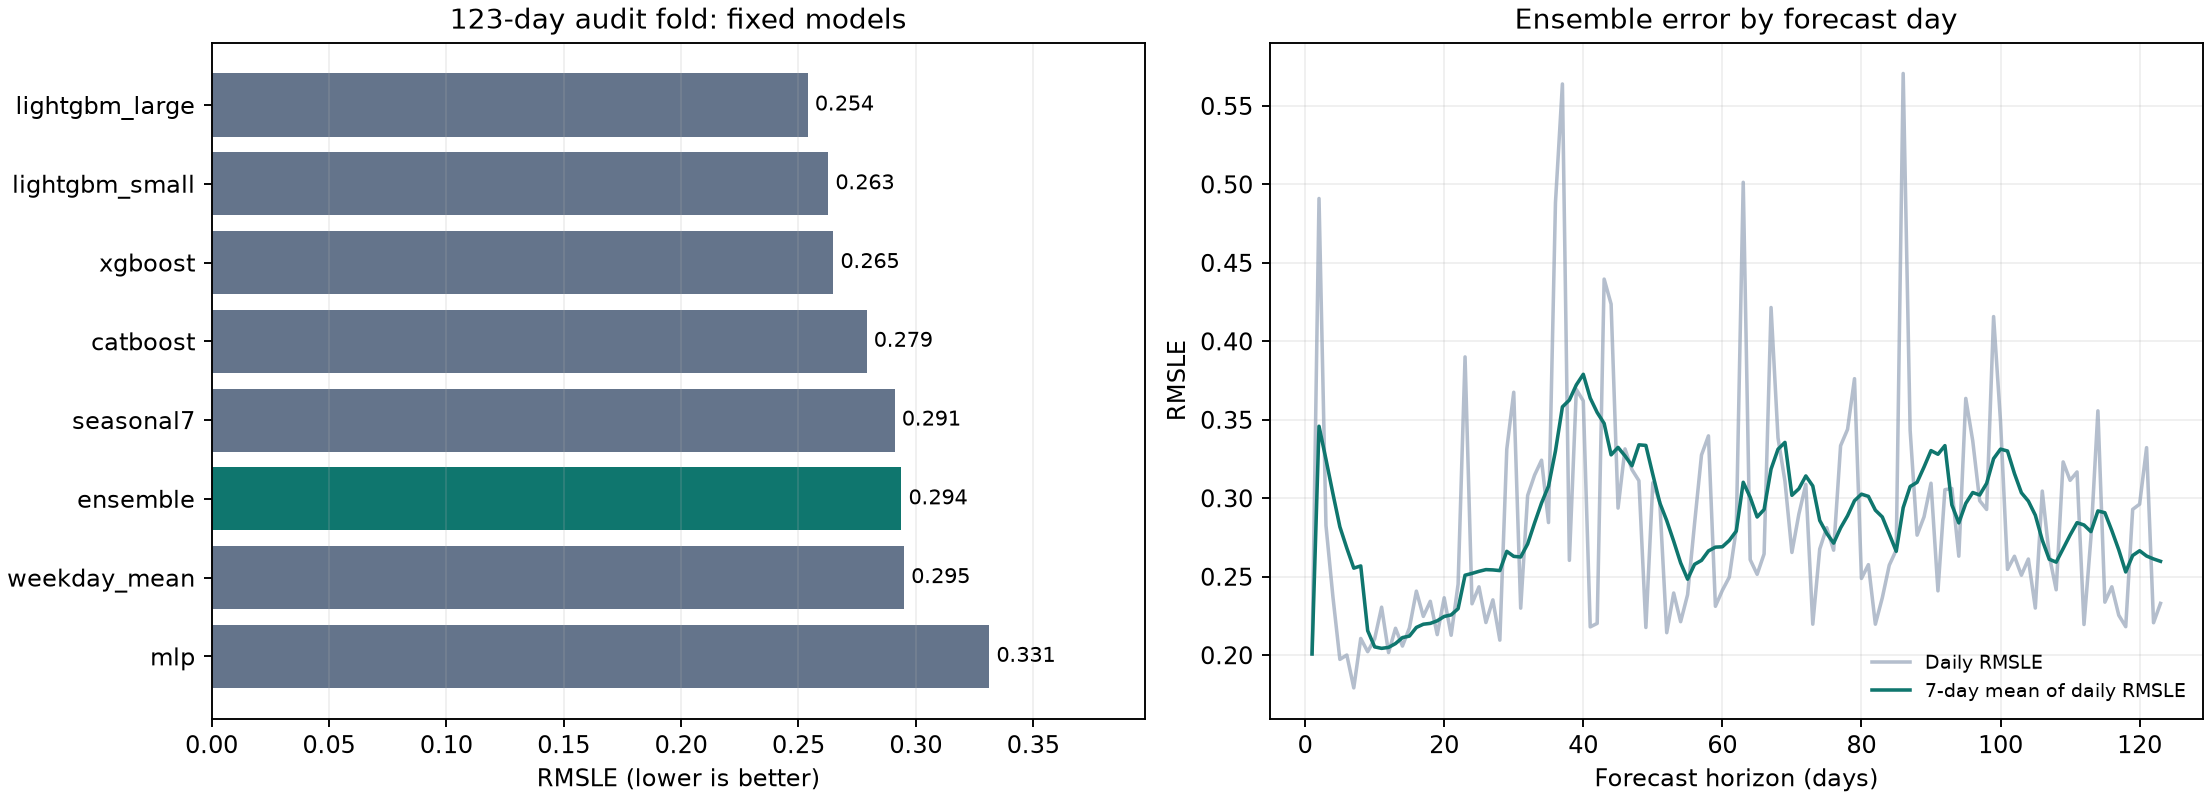 123-day audit fold: fixed models
lightgbm_large
0.254
lightgbm_small
0.263
xgboost
0.265
catboost
0.279
seasonal7
0.291
ensemble
0.294
weekday_mean
0.295
mlp
0.331
0.00 0.05 0.10 0.15 0.20 0.25 0.30 0.35
RMSLE (lower is better)
Ensemble error by forecast day
RMSLE
0.55
0.50
0.45
0.40
0.35
0.30
0.25
0.20
Daily RMSLE
7-day mean of daily RMSLE
0 20 40 60 80 100 120
Forecast horizon (days)